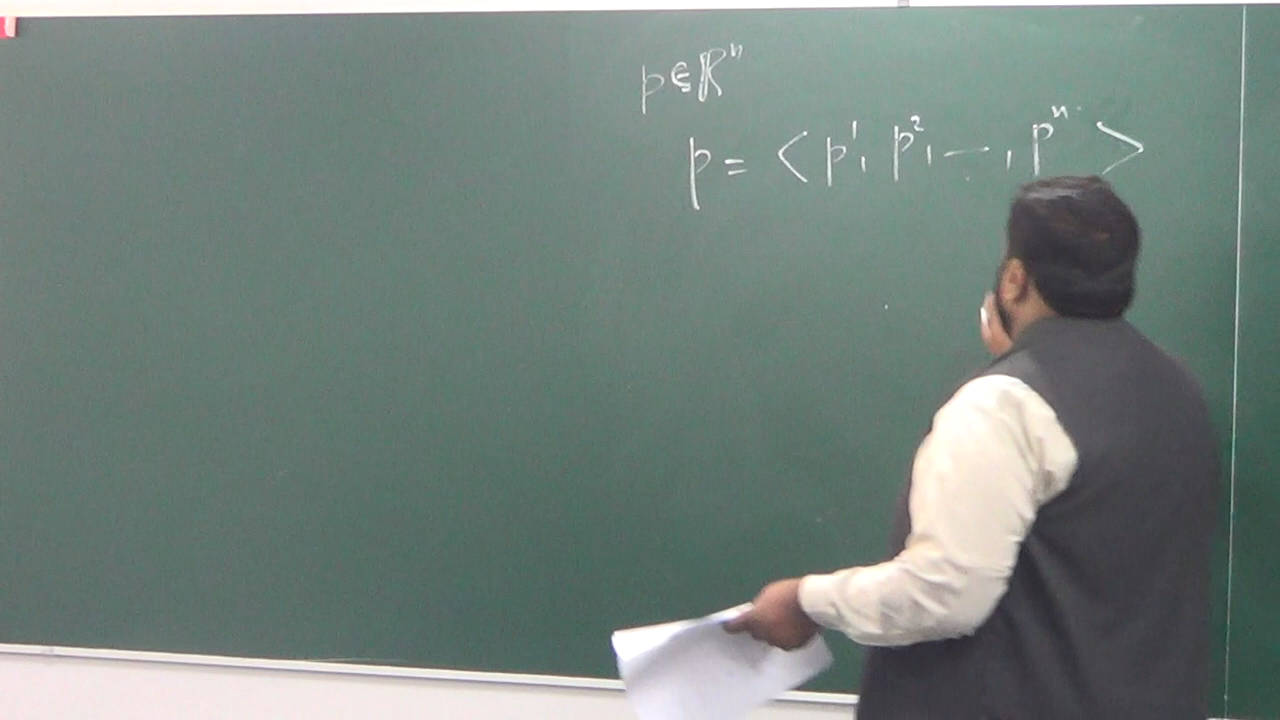 p ∈ ℝⁿ
p = < p¹, p², —, pⁿ >